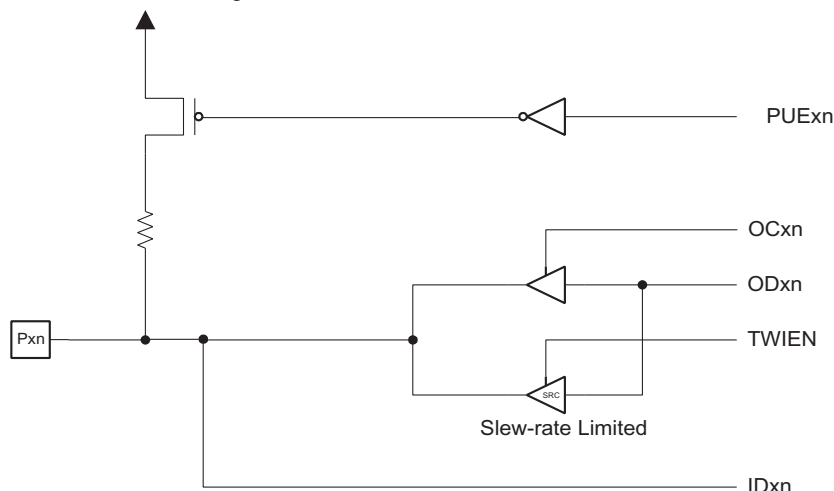 PUExn
OCxn
ODxn
Pxn
TWIEN
SRC
Slew-rate Limited
IDxn